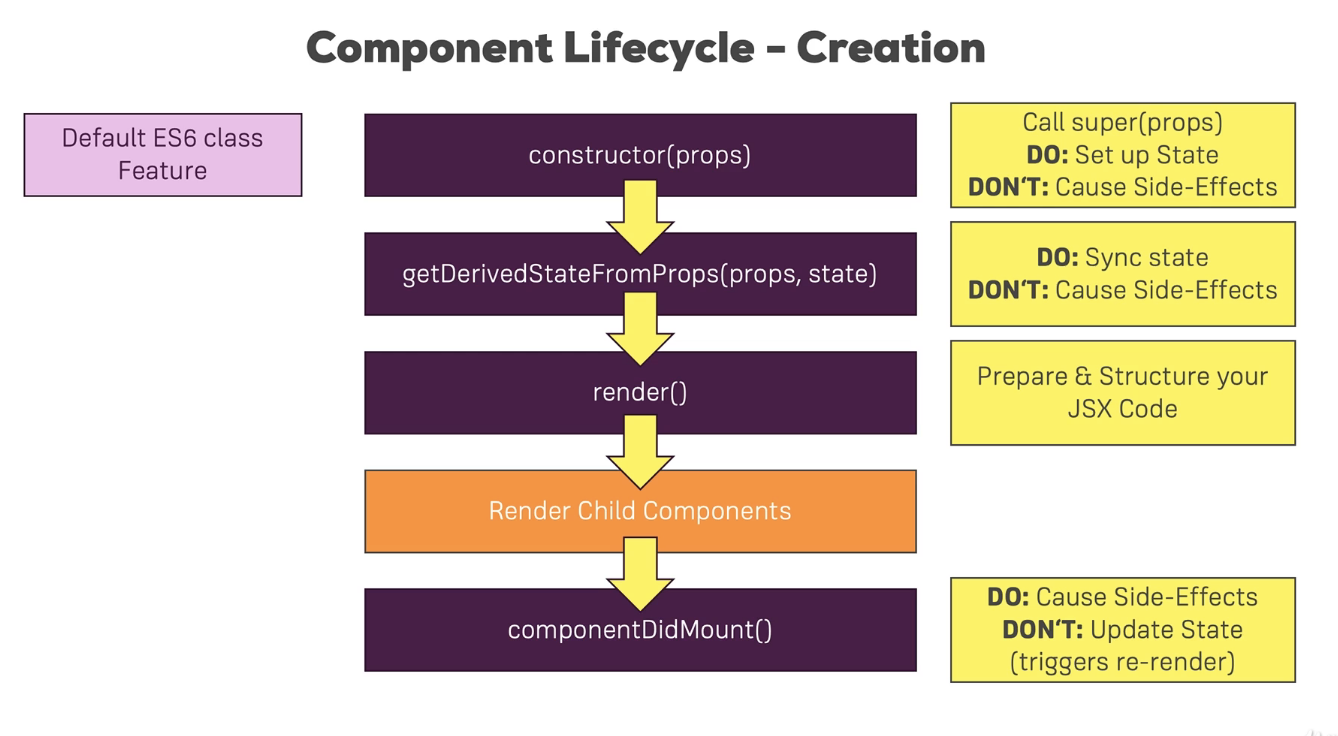 Component Lifecycle – Creation
Default ES6 class
Feature
constructor(props)
Call super(props)
DO: Set up State
DON‘T: Cause Side-Effects
getDerivedStateFromProps(props, state)
DO: Sync state
DON‘T: Cause Side-Effects
render()
Prepare & Structure your
JSX Code
Render Child Components
componentDidMount()
DO: Cause Side-Effects
DON‘T: Update State
(triggers re-render)